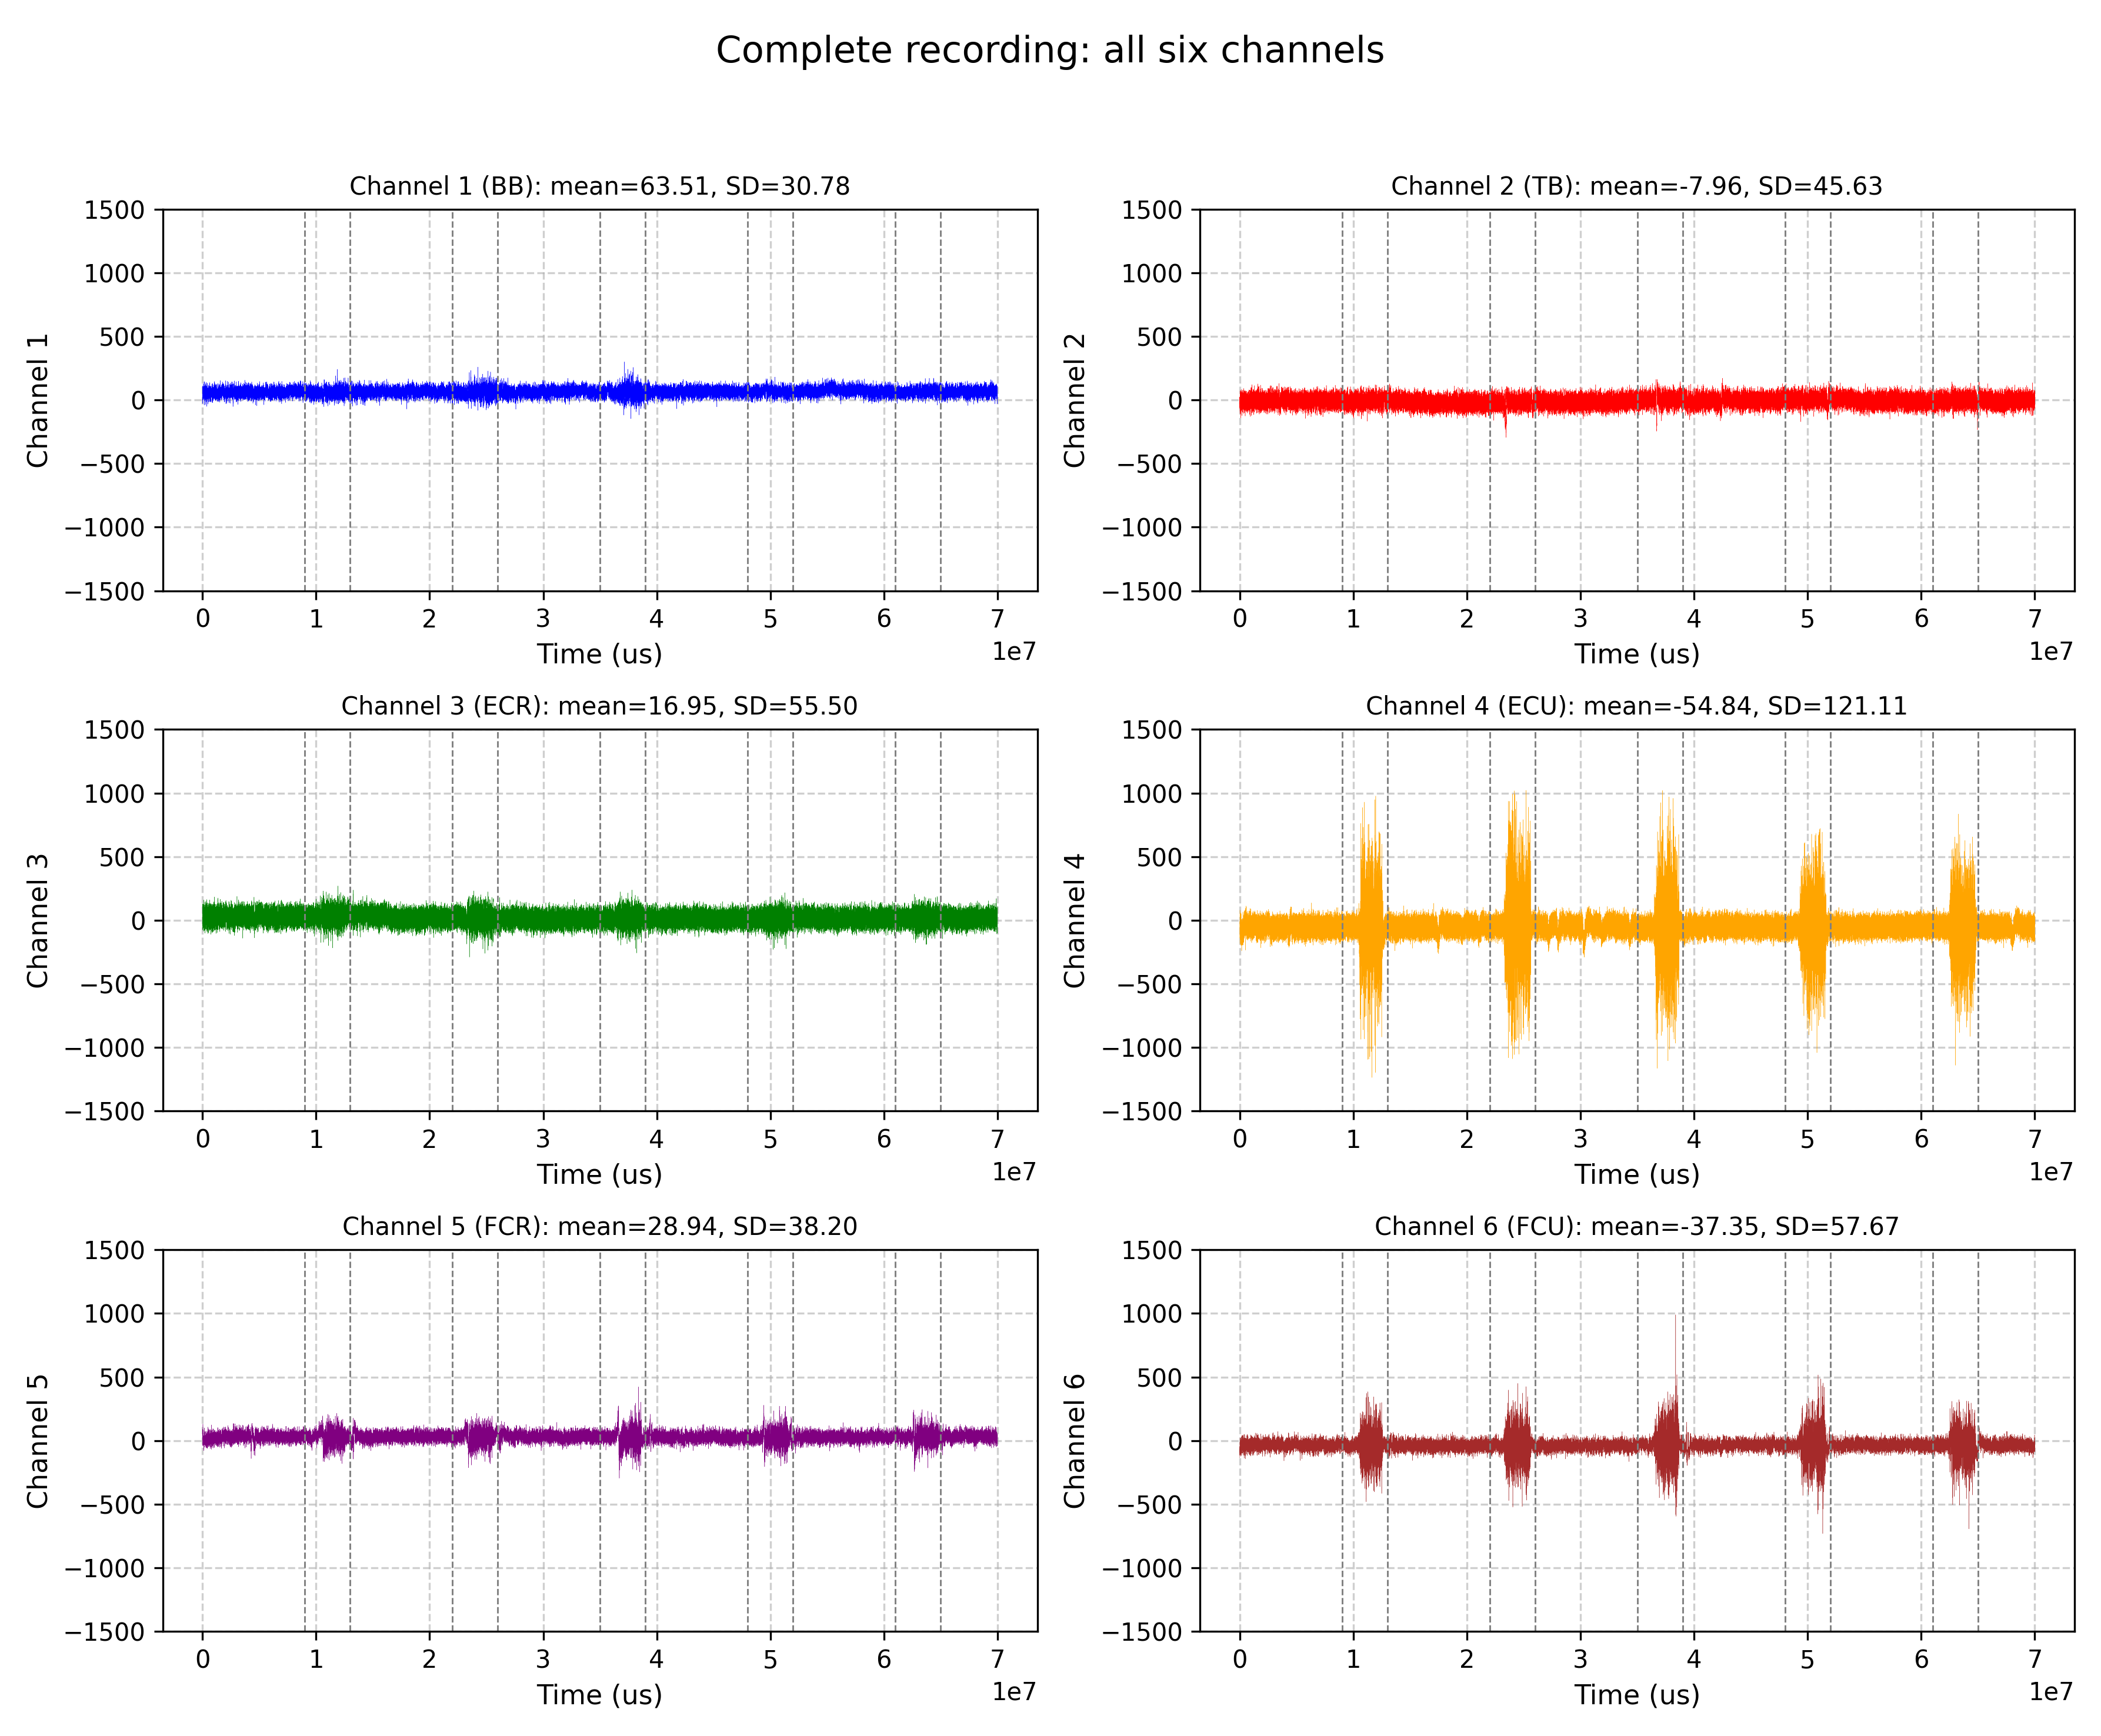 Complete recording: all six channels
Channel 1 (BB): mean=63.51, SD=30.78
1500
1000
500
0
−500
−1000
−1500
Channel 1
0 1 2 3 4 5 6 7
1e7
Time (us)
Channel 2 (TB): mean=-7.96, SD=45.63
1500
1000
500
0
−500
−1000
−1500
Channel 2
0 1 2 3 4 5 6 7
1e7
Time (us)
Channel 3 (ECR): mean=16.95, SD=55.50
1500
1000
500
0
−500
−1000
−1500
Channel 3
0 1 2 3 4 5 6 7
1e7
Time (us)
Channel 4 (ECU): mean=-54.84, SD=121.11
1500
1000
500
0
−500
−1000
−1500
Channel 4
0 1 2 3 4 5 6 7
1e7
Time (us)
Channel 5 (FCR): mean=28.94, SD=38.20
1500
1000
500
0
−500
−1000
−1500
Channel 5
0 1 2 3 4 5 6 7
1e7
Time (us)
Channel 6 (FCU): mean=-37.35, SD=57.67
1500
1000
500
0
−500
−1000
−1500
Channel 6
0 1 2 3 4 5 6 7
1e7
Time (us)